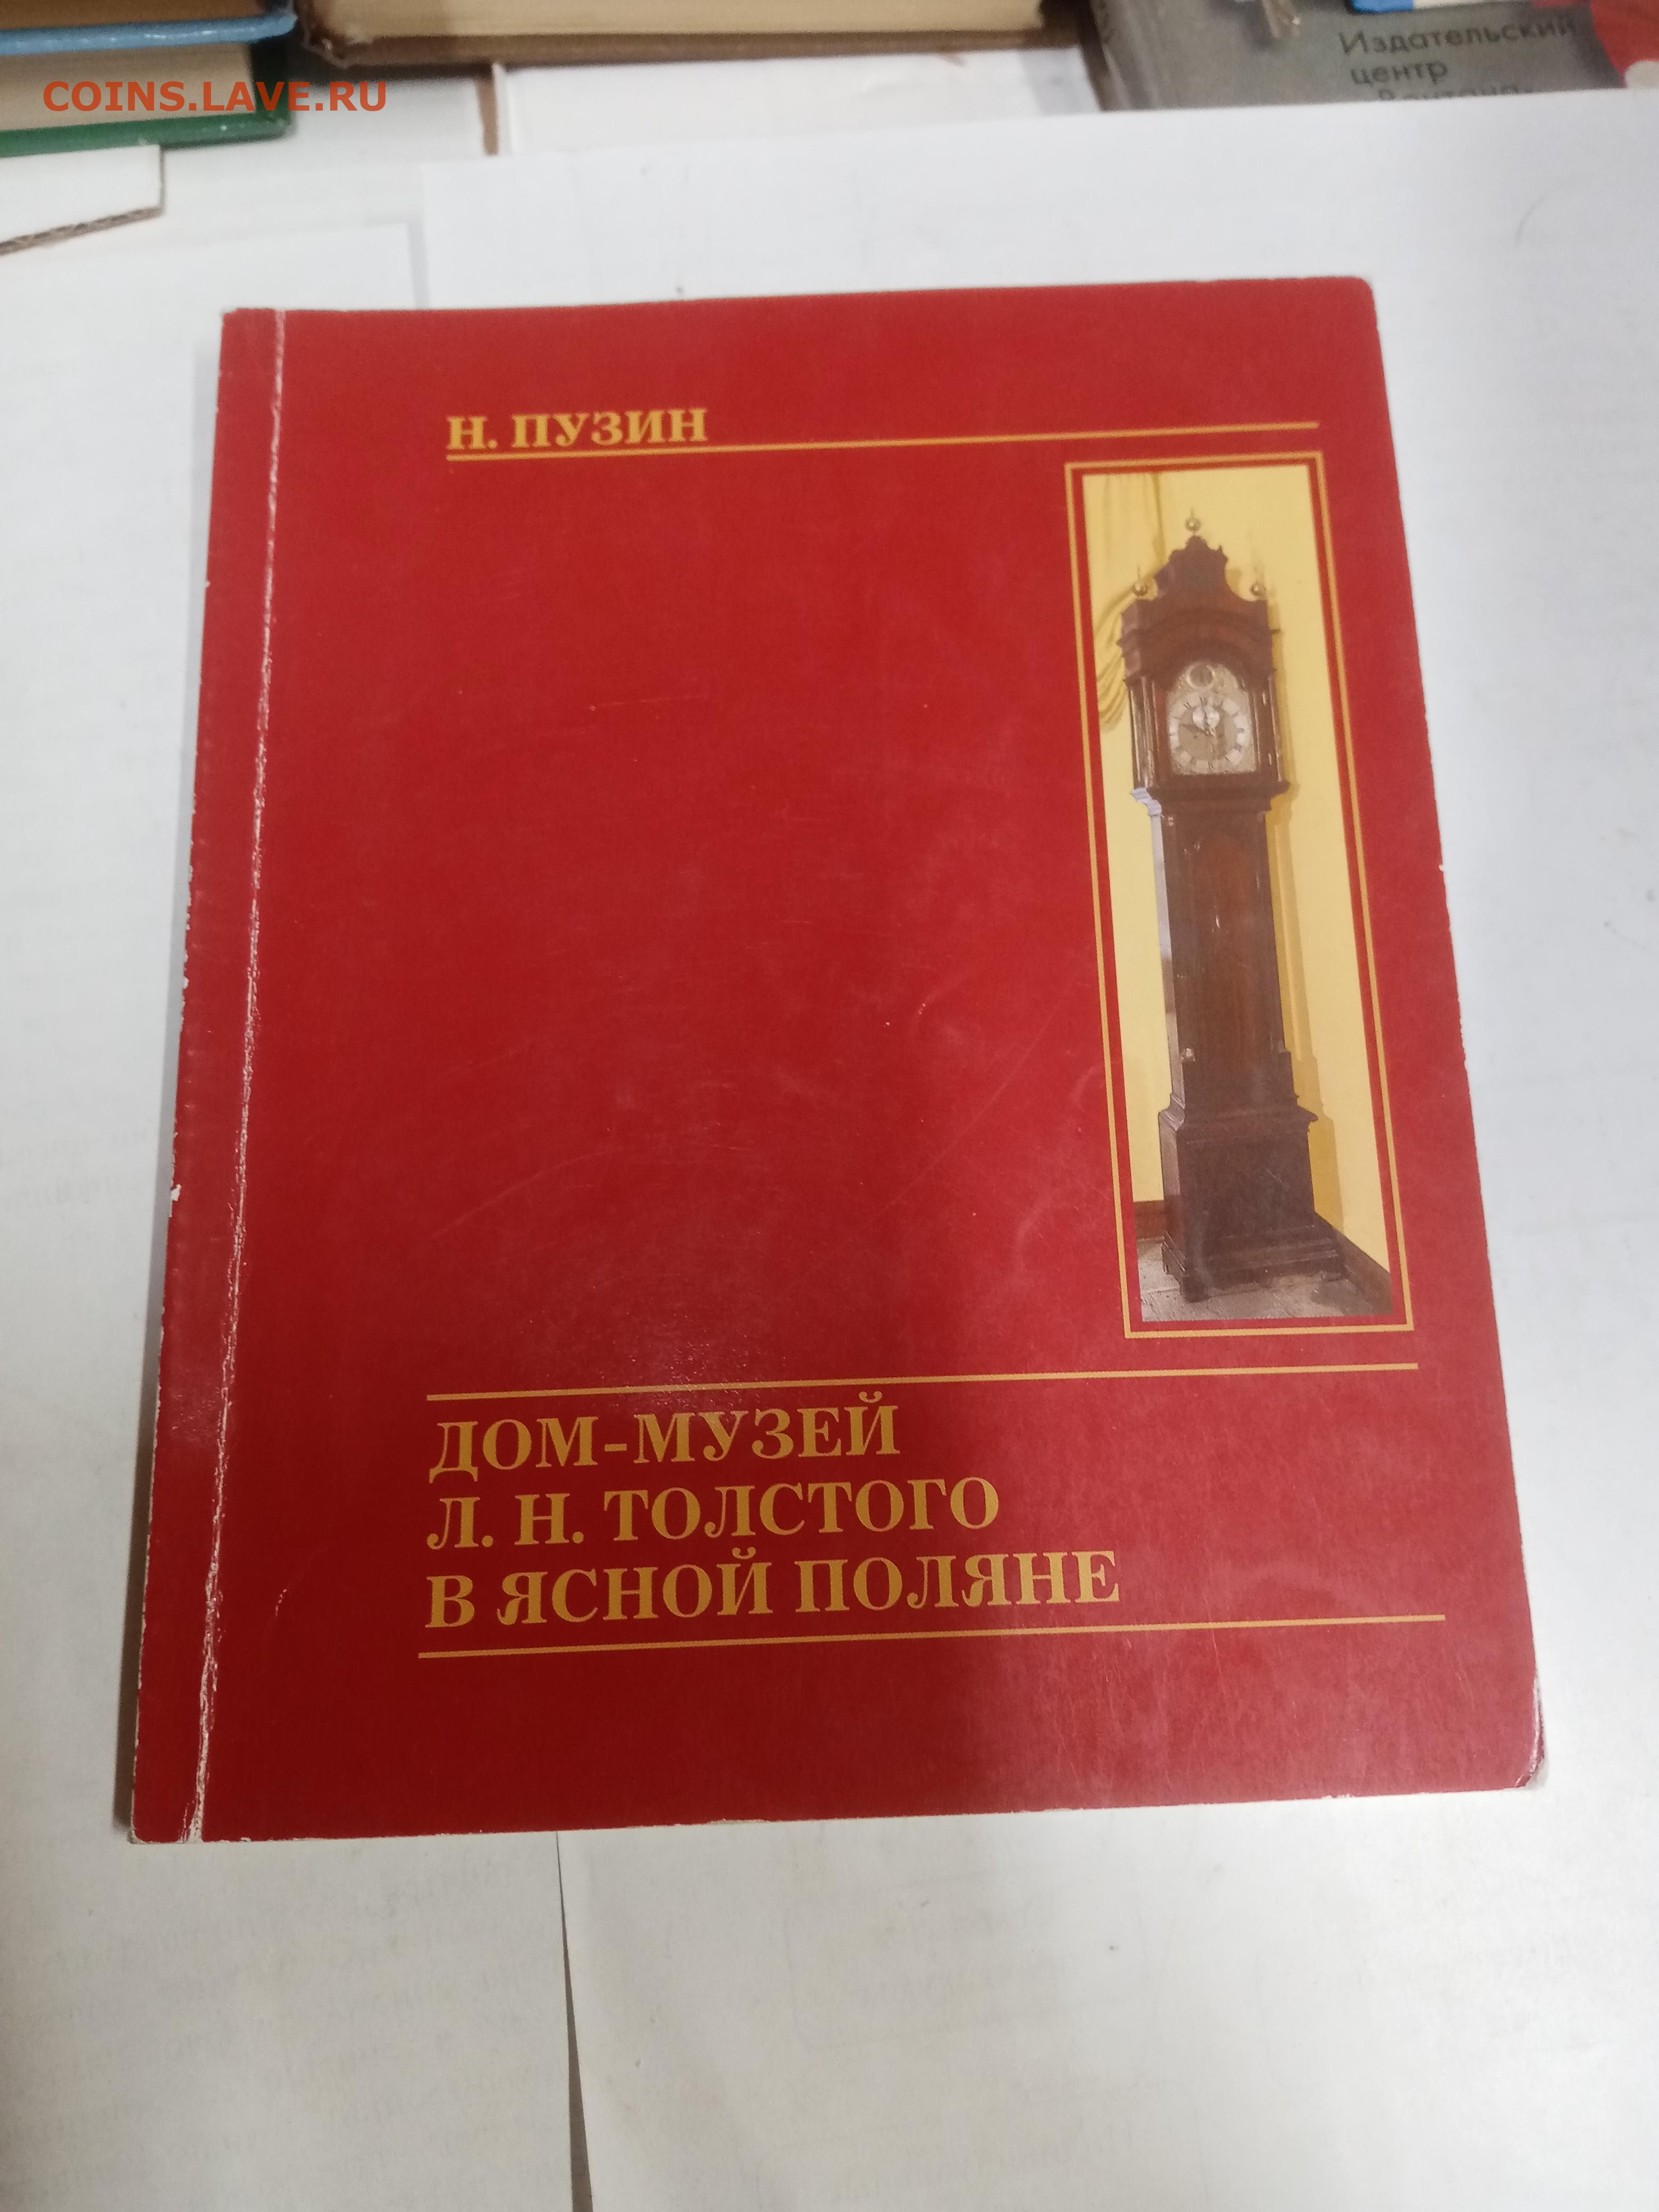 COINS.LAVE.RU
Издательский
центр
Н. ПУЗИН
ДОМ-МУЗЕЙ
Л. Н. ТОЛСТОГО
В ЯСНОЙ ПОЛЯНЕ